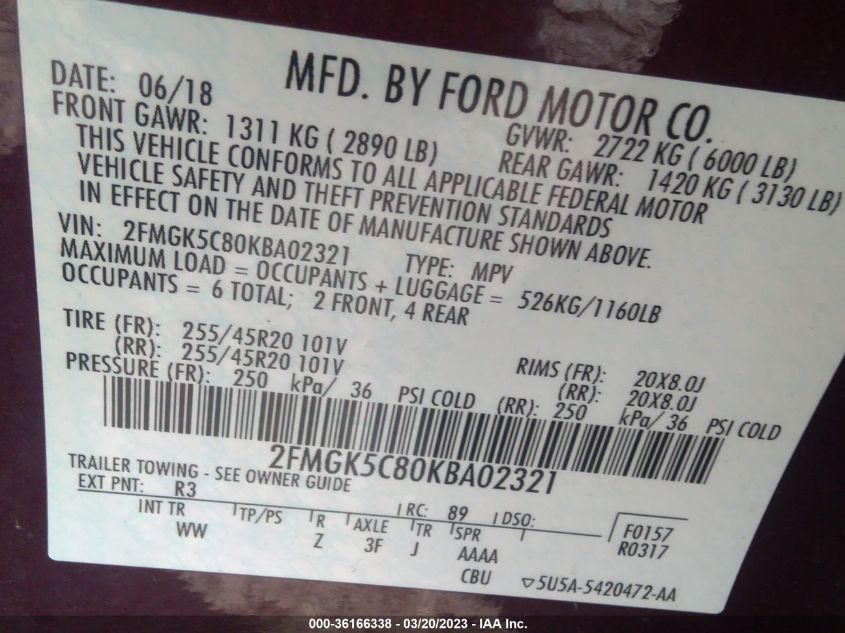 MFD. BY FORD MOTOR CO.
DATE: 06/18 GVWR: 2722 KG ( 6000 LB)
FRONT GAWR: 1311 KG ( 2890 LB) REAR GAWR: 1420 KG ( 3130 LB)
THIS VEHICLE CONFORMS TO ALL APPLICABLE FEDERAL MOTOR
VEHICLE SAFETY AND THEFT PREVENTION STANDARDS
IN EFFECT ON THE DATE OF MANUFACTURE SHOWN ABOVE.
VIN: 2FMGK5C80KBA02321 TYPE: MPV
MAXIMUM LOAD = OCCUPANTS + LUGGAGE = 526KG/1160LB
OCCUPANTS = 6 TOTAL; 2 FRONT, 4 REAR
TIRE (FR): 255/45R20 101V RIMS (FR): 20X8.0J
(RR): 255/45R20 101V (RR): 20X8.0J
PRESSURE (FR): 250 kPa/ 36 PSI COLD (RR): 250 kPa/ 36 PSI COLD
2FMGK5C80KBA02321
TRAILER TOWING - SEE OWNER GUIDE
EXT PNT: R3 RC: 89 DSO: F0157
INT TR TP/PS R AXLE TR SPR R0317
WW Z 3F J AAAA
CBU 5U5A-5420472-AA
000-36166338 - 03/20/2023 - IAA Inc.